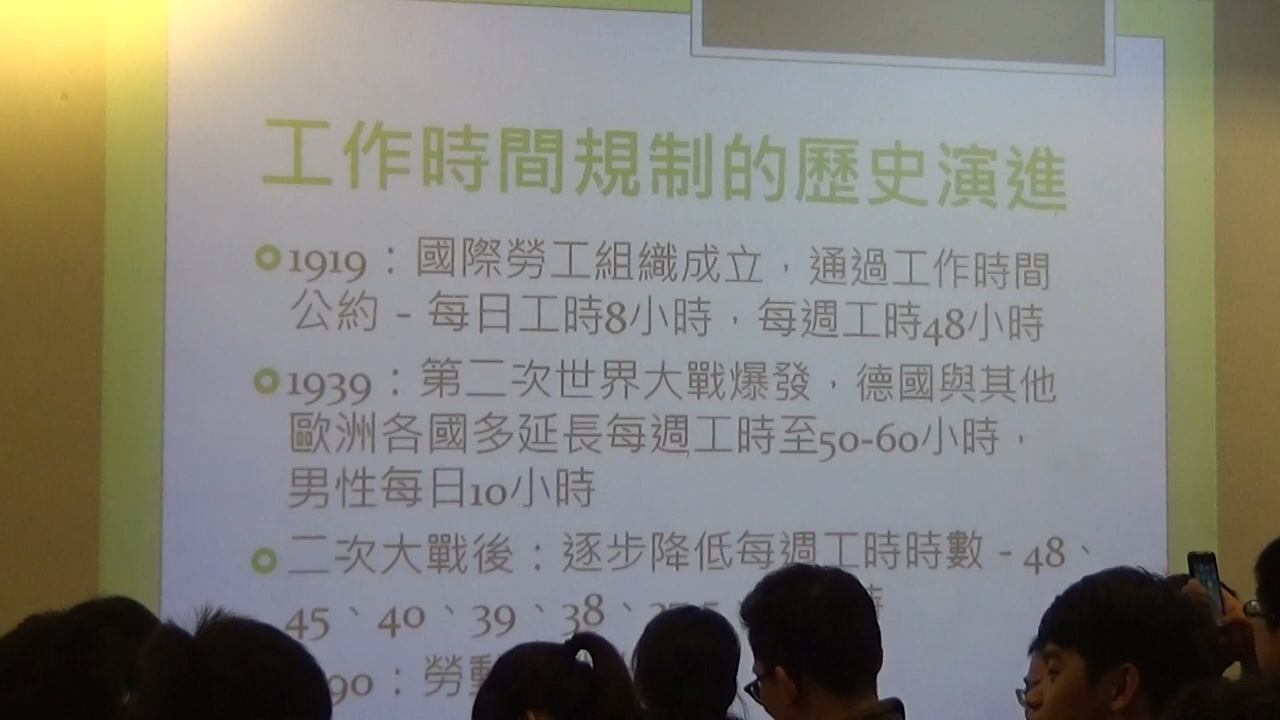 工作時間規制的歷史演進
1919：國際勞工組織成立，通過工作時間
公約 - 每日工時8小時，每週工時48小時
1939：第二次世界大戰爆發，德國與其他
歐洲各國多延長每週工時至50-60小時，
男性每日10小時
二次大戰後：逐步降低每週工時時數 - 48、
45、40、39、38、
90：勞動